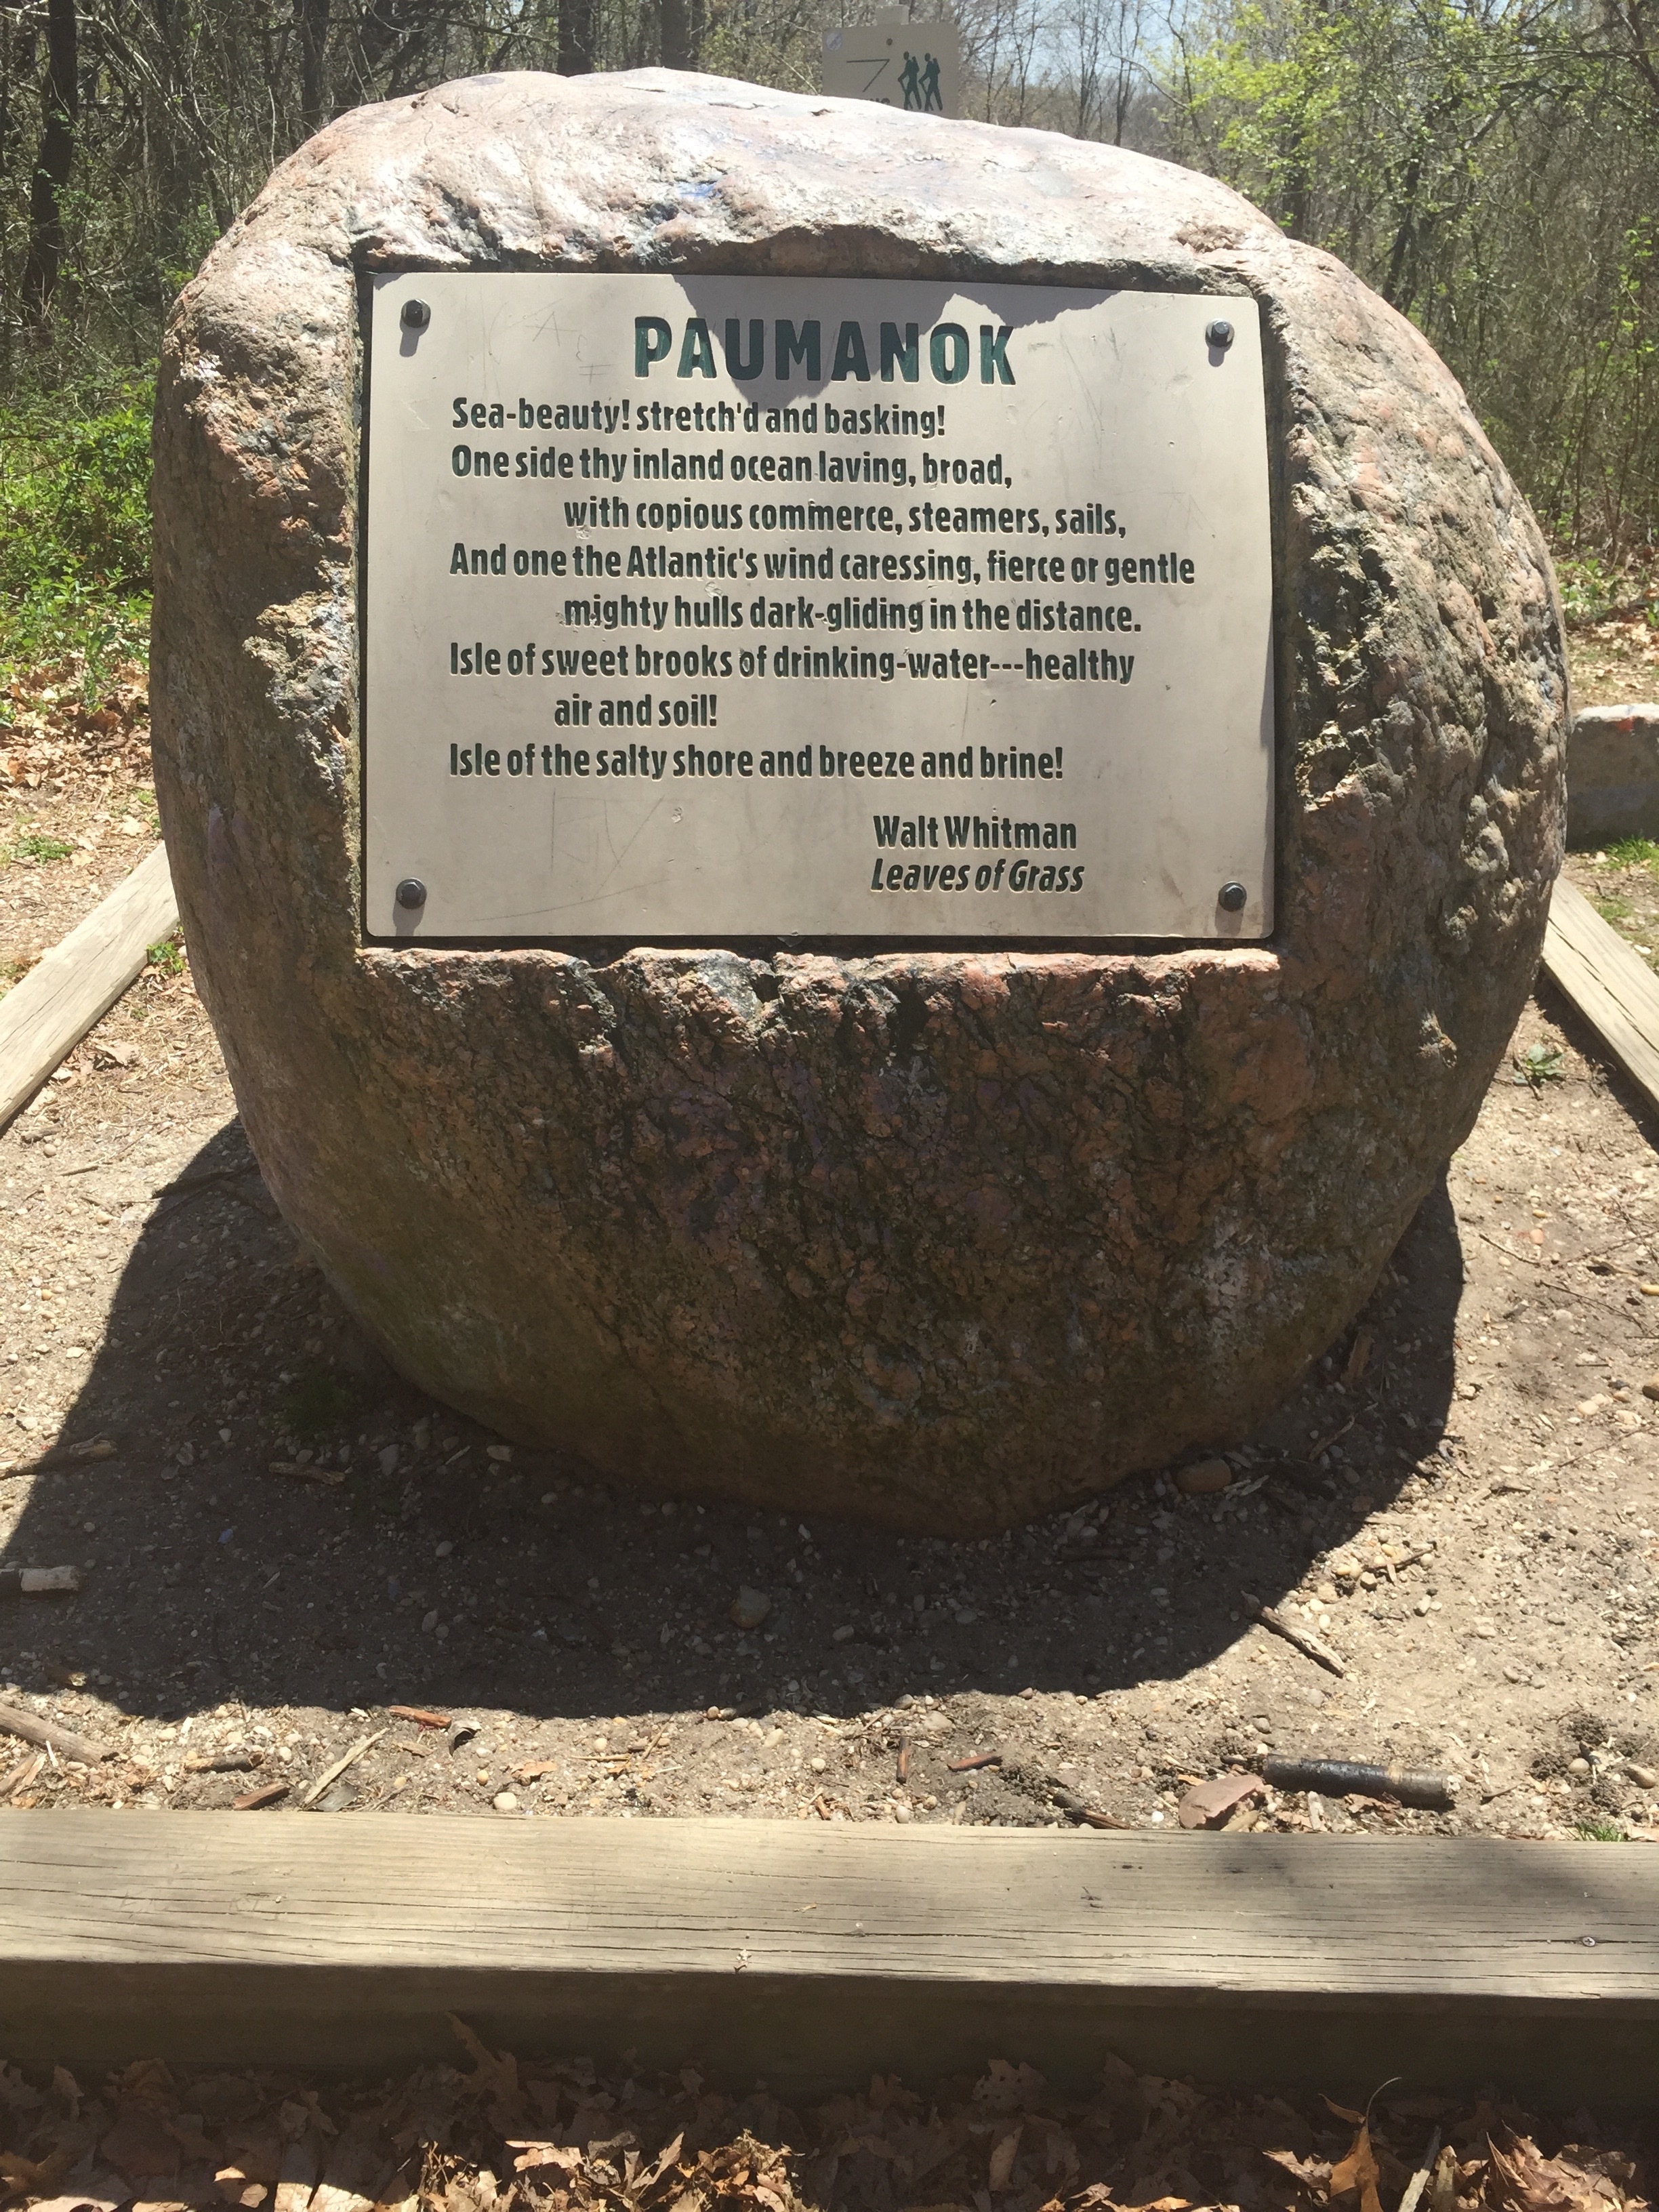 PAUMANOK
Sea-beauty! stretch'd and basking!
One side thy inland ocean laving, broad,
with copious commerce, steamers, sails,
And one the Atlantic's wind caressing, fierce or gentle
mighty hulls dark-gliding in the distance.
Isle of sweet brooks of drinking-water---healthy
air and soil!
Isle of the salty shore and breeze and brine!
Walt Whitman
Leaves of Grass